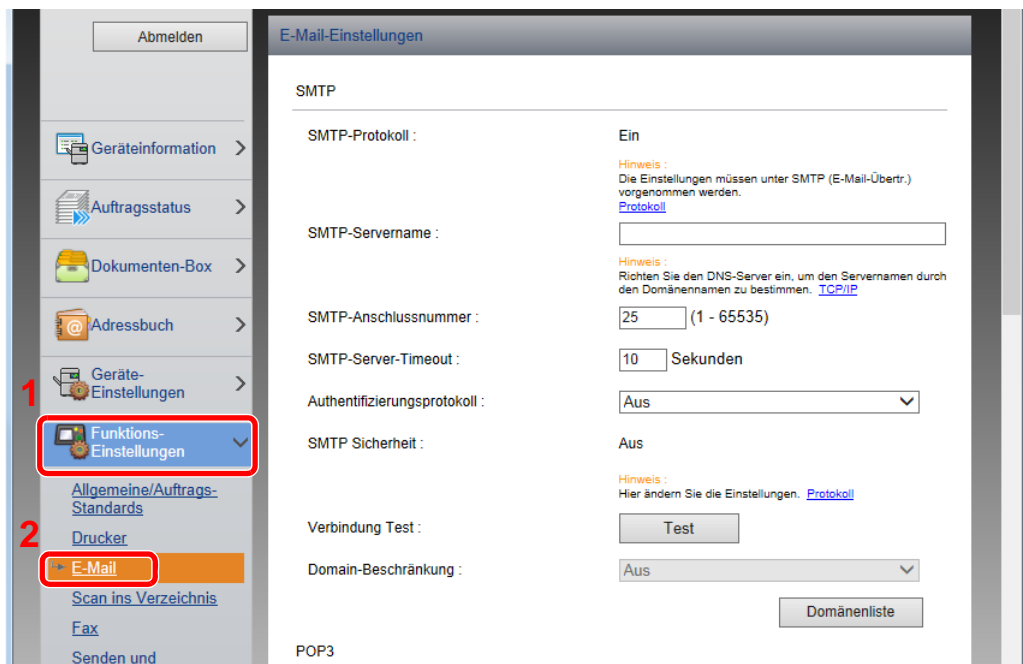 Abmelden
Geräteinformation
Auftragsstatus
Dokumenten-Box
Adressbuch
Geräte-
Einstellungen
1
Funktions-
Einstellungen
Allgemeine/Auftrags-
Standards
2
Drucker
E-Mail
Scan ins Verzeichnis
Fax
Senden und
E-Mail-Einstellungen
SMTP
SMTP-Protokoll : Ein
Hinweis :
Die Einstellungen müssen unter SMTP (E-Mail-Übertr.)
vorgenommen werden.
Protokoll
SMTP-Servername :
Hinweis :
Richten Sie den DNS-Server ein, um den Servernamen durch
den Domänennamen zu bestimmen. TCP/IP
SMTP-Anschlussnummer : 25 (1 - 65535)
SMTP-Server-Timeout : 10 Sekunden
Authentifizierungsprotokoll : Aus
SMTP Sicherheit : Aus
Hinweis :
Hier ändern Sie die Einstellungen. Protokoll
Verbindung Test : Test
Domain-Beschränkung : Aus
Domänenliste
POP3